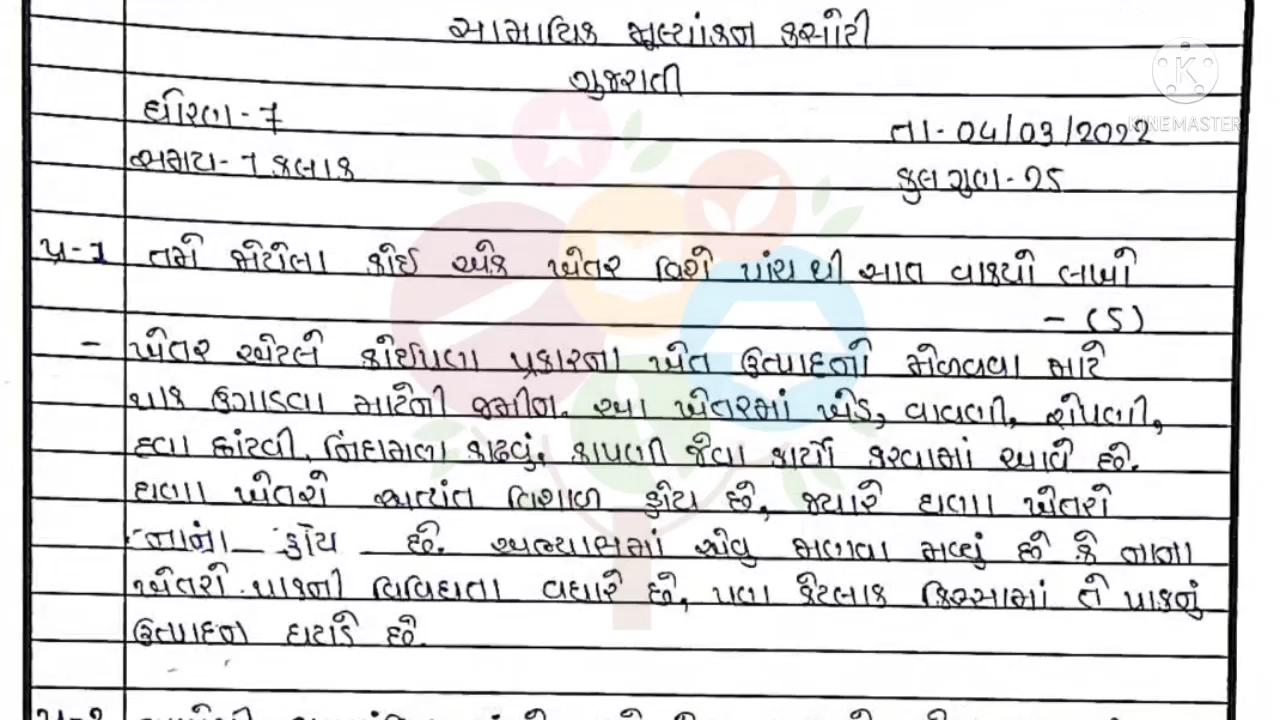 સામાયિક મૂલ્યાંકન કસોટી
ગુજરાતી
KINEMASTER
ધોરણ-7
તા-04/03/2022
સમય-1 કલાક
કુલ ગુણ-25
પ્ર-1 તમે જોયેલા કોઈ એક ખેતર વિશે પાંચ થી સાત વાક્યો લખો
- (5)
- ખેતર એટલે કોઈપણ પ્રકારના ખેત ઉત્પાદનો મેળવવા માટે
પાક ઉગાડવા માટેની જમીન. આ ખેતરમાં ખેડ, વાવણી, રોપણી,
દવા છાંટવી, નિંદામણ કાઢવું, કાપણી જેવા કાર્યો કરવામાં આવે છે.
ઘણા ખેતરો અત્યંત વિશાળ હોય છે, જ્યારે ઘણા ખેતરો
નાનાં હોય છે. અભ્યાસમાં એવુ જાણવા મળ્યું છે કે નાના
ખેતરો પાકની વિવિધતા વધારે છે, પણ કેટલાક કિસ્સામાં તે પાકનું
ઉત્પાદન ઘટાડે છે.
પ્ર-2